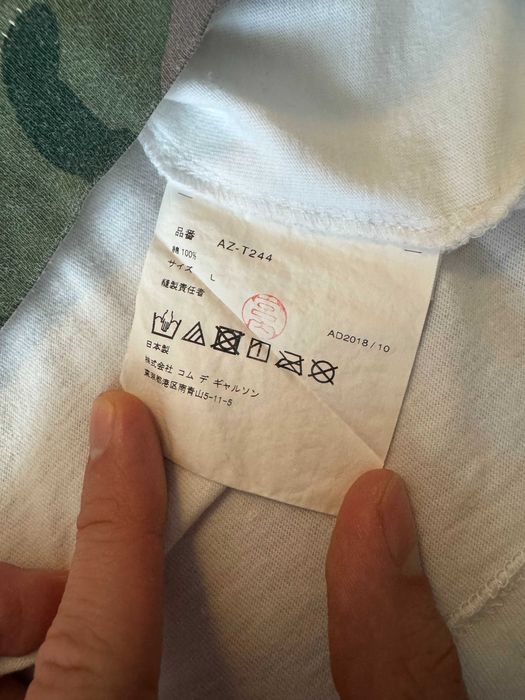 品番 AZ-T244
綿 100%
サイズ L
縫製責任者
AD2018/10
日本製
株式会社 コム デ ギャルソン
東京都港区南青山5-11-5